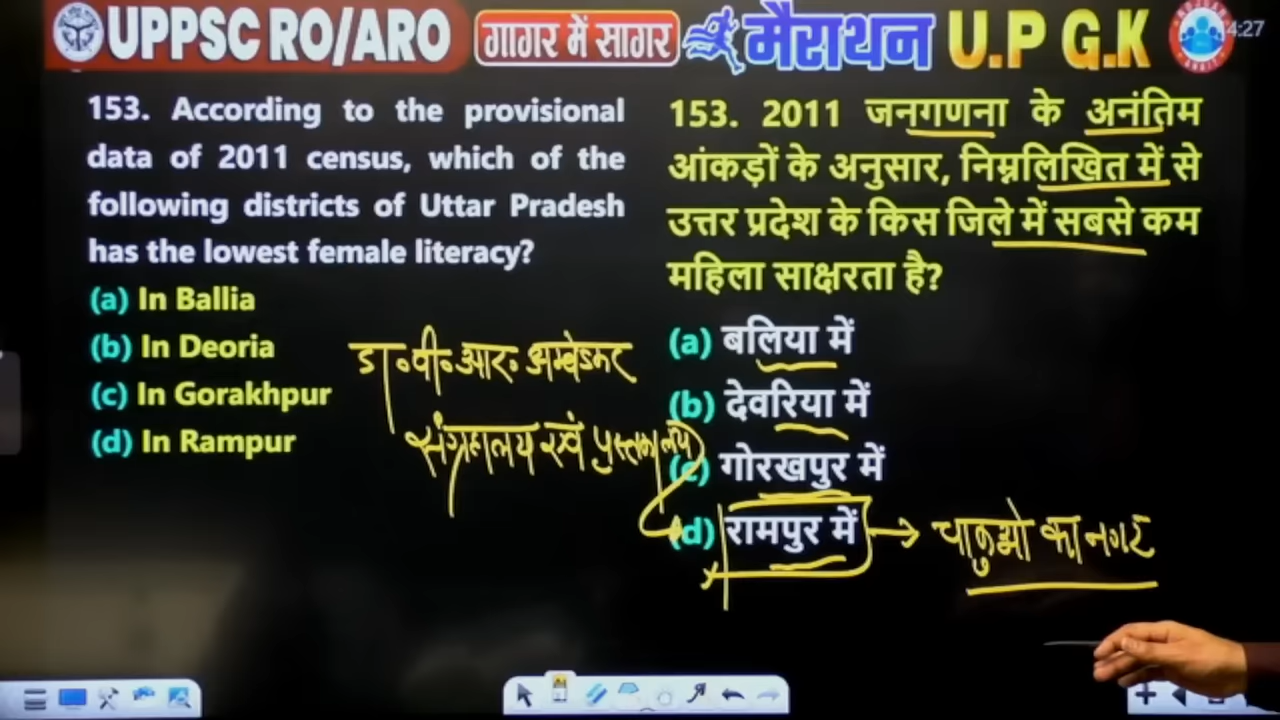 UPPSC RO/ARO गागर में सागर मैराथन U.P G.K
4:27
153. According to the provisional
data of 2011 census, which of the
following districts of Uttar Pradesh
has the lowest female literacy?
(a) In Ballia
(b) In Deoria
(c) In Gorakhpur
(d) In Rampur
153. 2011 जनगणना के अनंतिम
आंकड़ों के अनुसार, निम्नलिखित में से
उत्तर प्रदेश के किस जिले में सबसे कम
महिला साक्षरता है?
(a) बलिया में
(b) देवरिया में
(c) गोरखपुर में
(d) रामपुर में
डा०वी०आर० अम्बेडकर
संग्रहालय एवं पुस्तकालय
चाकुओ का नगर